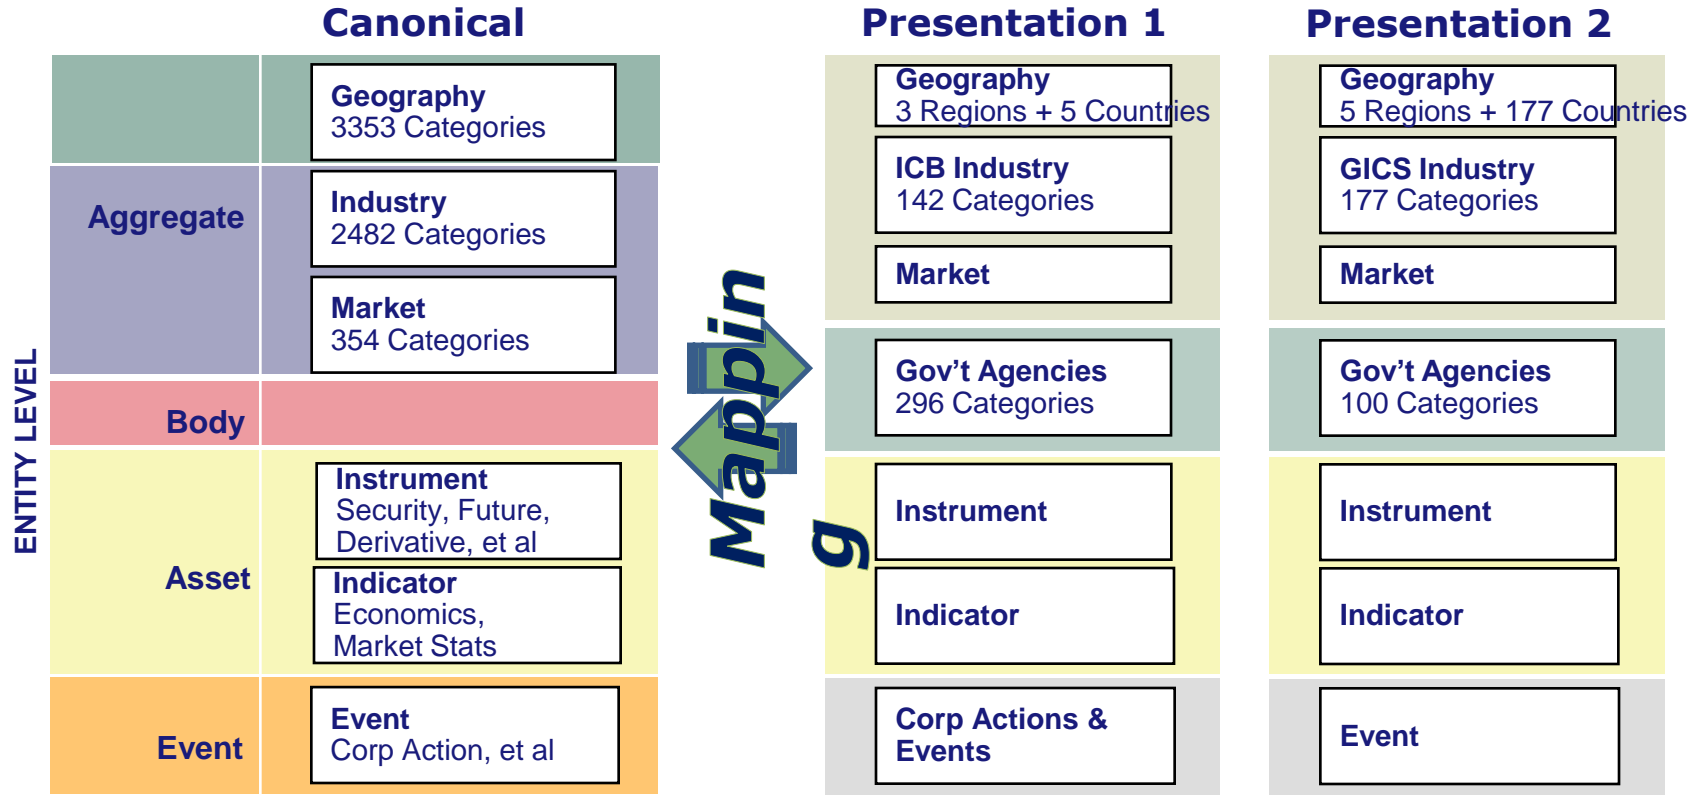 Canonical
Presentation 1
Presentation 2
ENTITY LEVEL
Aggregate
Body
Asset
Event
Geography
3353 Categories
Industry
2482 Categories
Market
354 Categories
Instrument
Security, Future,
Derivative, et al
Indicator
Economics,
Market Stats
Event
Corp Action, et al
Mappin
g
Geography
3 Regions + 5 Countries
ICB Industry
142 Categories
Market
Gov't Agencies
296 Categories
Instrument
Indicator
Corp Actions &
Events
Geography
5 Regions + 177 Countries
GICS Industry
177 Categories
Market
Gov't Agencies
100 Categories
Instrument
Indicator
Event